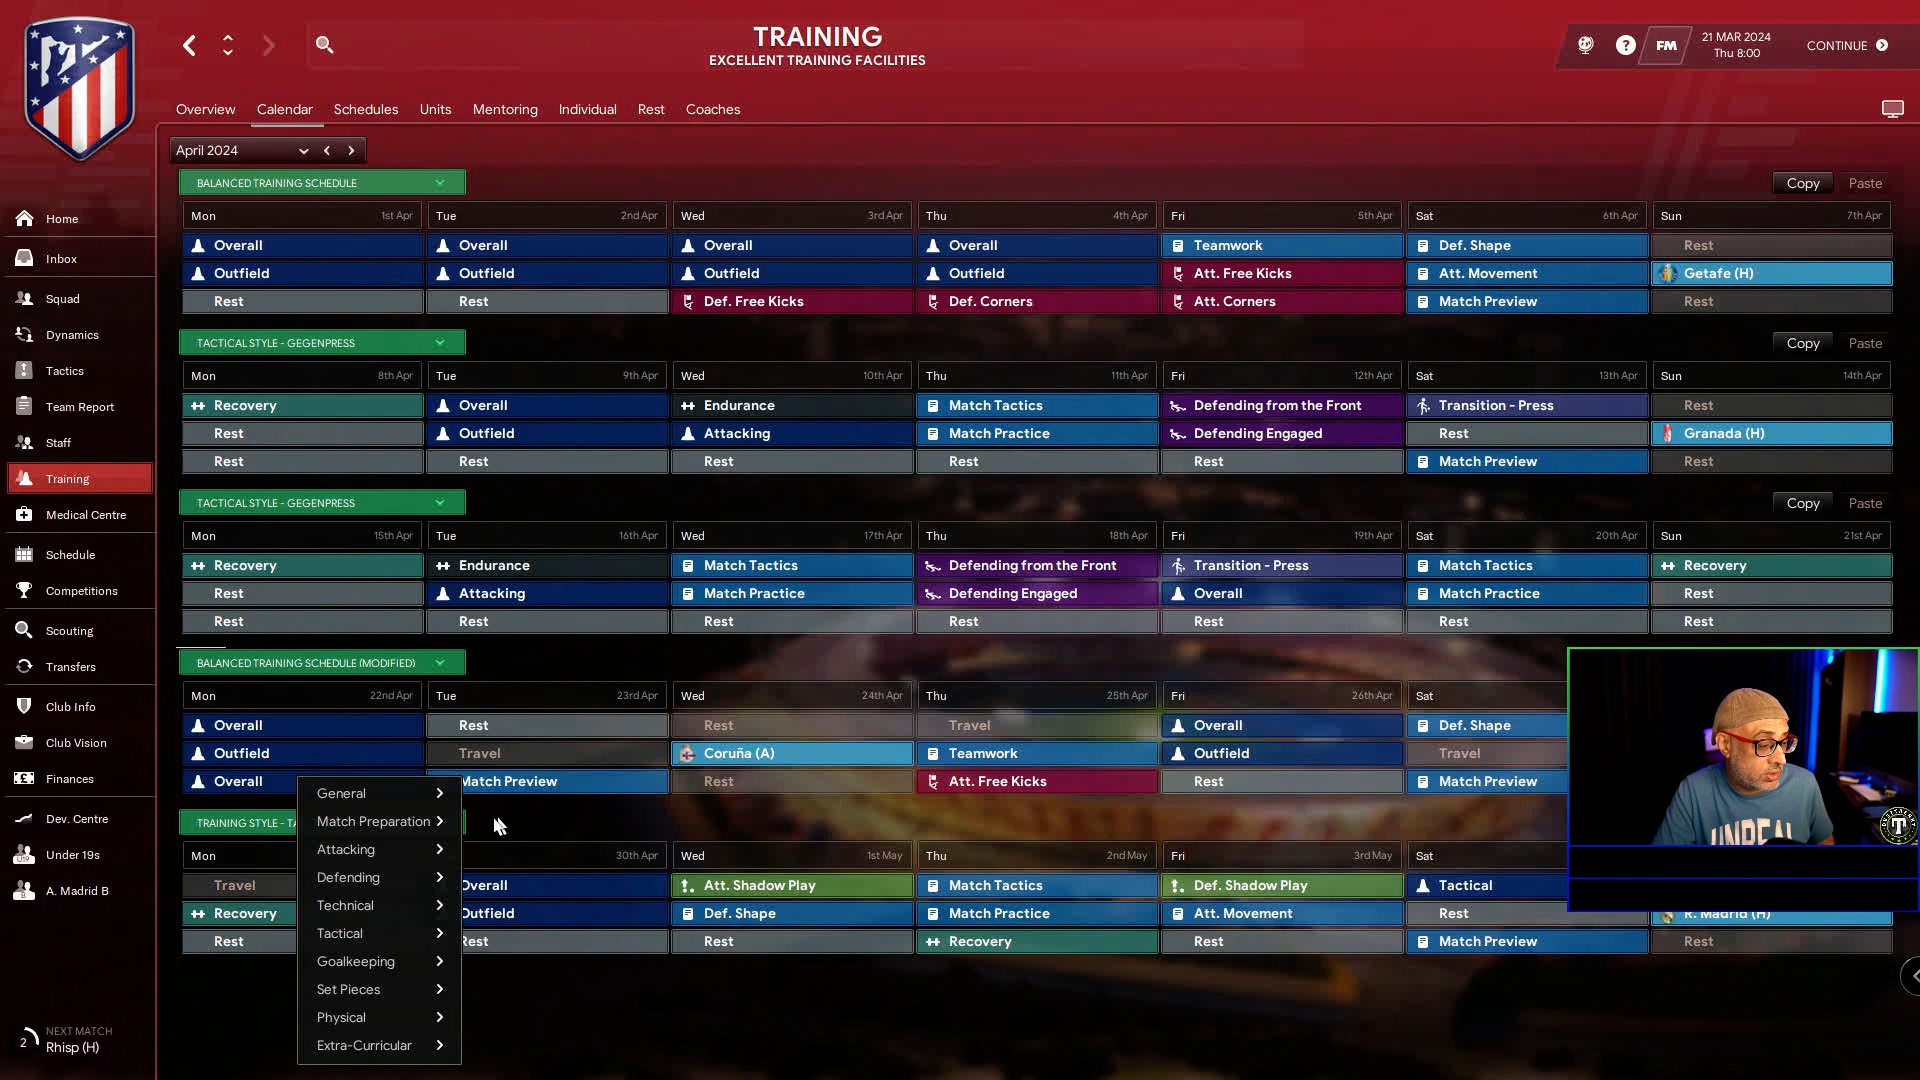 TRAINING
EXCELLENT TRAINING FACILITIES
FM
21 MAR 2024
Thu 8:00
CONTINUE
Overview Calendar Schedules Units Mentoring Individual Rest Coaches
April 2024
BALANCED TRAINING SCHEDULE Copy Paste
Mon 1st Apr Tue 2nd Apr Wed 3rd Apr Thu 4th Apr Fri 5th Apr Sat 6th Apr Sun 7th Apr
Overall Overall Overall Overall Teamwork Def. Shape Rest
Outfield Outfield Outfield Outfield Att. Free Kicks Att. Movement Getafe (H)
Rest Rest Def. Free Kicks Def. Corners Att. Corners Match Preview Rest
TACTICAL STYLE - GEGENPRESS Copy Paste
Mon 8th Apr Tue 9th Apr Wed 10th Apr Thu 11th Apr Fri 12th Apr Sat 13th Apr Sun 14th Apr
Recovery Overall Endurance Match Tactics Defending from the Front Transition - Press Rest
Rest Outfield Attacking Match Practice Defending Engaged Rest Granada (H)
Rest Rest Rest Rest Rest Match Preview Rest
TACTICAL STYLE - GEGENPRESS Copy Paste
Mon 15th Apr Tue 16th Apr Wed 17th Apr Thu 18th Apr Fri 19th Apr Sat 20th Apr Sun 21st Apr
Recovery Endurance Match Tactics Defending from the Front Transition - Press Match Tactics Recovery
Rest Attacking Match Practice Defending Engaged Overall Match Practice Rest
Rest Rest Rest Rest Rest Rest Rest
BALANCED TRAINING SCHEDULE (MODIFIED)
Mon 22nd Apr Tue 23rd Apr Wed 24th Apr Thu 25th Apr Fri 26th Apr Sat
Overall Rest Rest Travel Overall Def. Shape
Outfield Travel Coruña (A) Teamwork Outfield Travel
Overall Match Preview Rest Att. Free Kicks Rest Match Preview
TRAINING STYLE - TA
Mon 30th Apr Wed 1st May Thu 2nd May Fri 3rd May Sat
Travel Overall Att. Shadow Play Match Tactics Def. Shadow Play Tactical
Recovery Outfield Def. Shape Match Practice Att. Movement Rest R. Madrid (H)
Rest Rest Rest Recovery Rest Match Preview Rest
General
Match Preparation
Attacking
Defending
Technical
Tactical
Goalkeeping
Set Pieces
Physical
Extra-Curricular
Home
Inbox
Squad
Dynamics
Tactics
Team Report
Staff
Training
Medical Centre
Schedule
Competitions
Scouting
Transfers
Club Info
Club Vision
Finances
Dev. Centre
Under 19s
A. Madrid B
2
NEXT MATCH
Rhisp (H)
UNREAL